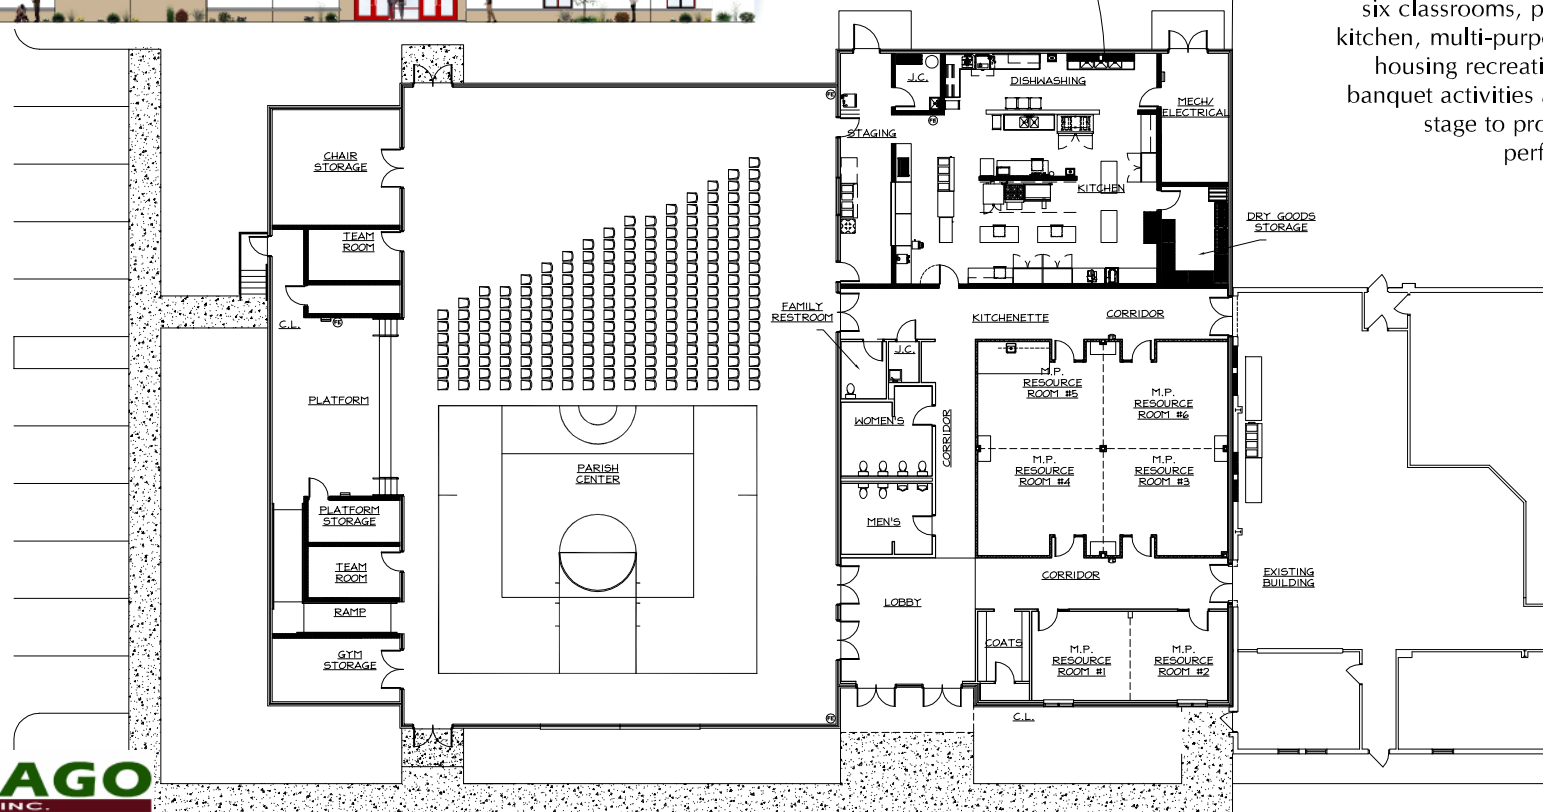 six classrooms, p
kitchen, multi-purpo
housing recreati
banquet activities a
stage to pro
perf
J.C.
DISHWASHING
MECH/
ELECTRICAL
STAGING
CHAIR
STORAGE
KITCHEN
DRY GOODS
STORAGE
TEAM
ROOM
FAMILY
RESTROOM
C.L.
FE
KITCHENETTE
CORRIDOR
J.C.
M.P.
RESOURCE
ROOM #5
M.P.
RESOURCE
ROOM #6
PLATFORM
WOMEN'S
CORRIDOR
PARISH
CENTER
M.P.
RESOURCE
ROOM #4
M.P.
RESOURCE
ROOM #3
PLATFORM
STORAGE
MEN'S
TEAM
ROOM
CORRIDOR
EXISTING
BUILDING
RAMP
LOBBY
COATS
GYM
STORAGE
M.P.
RESOURCE
ROOM #1
M.P.
RESOURCE
ROOM #2
C.L.
AGO
INC.